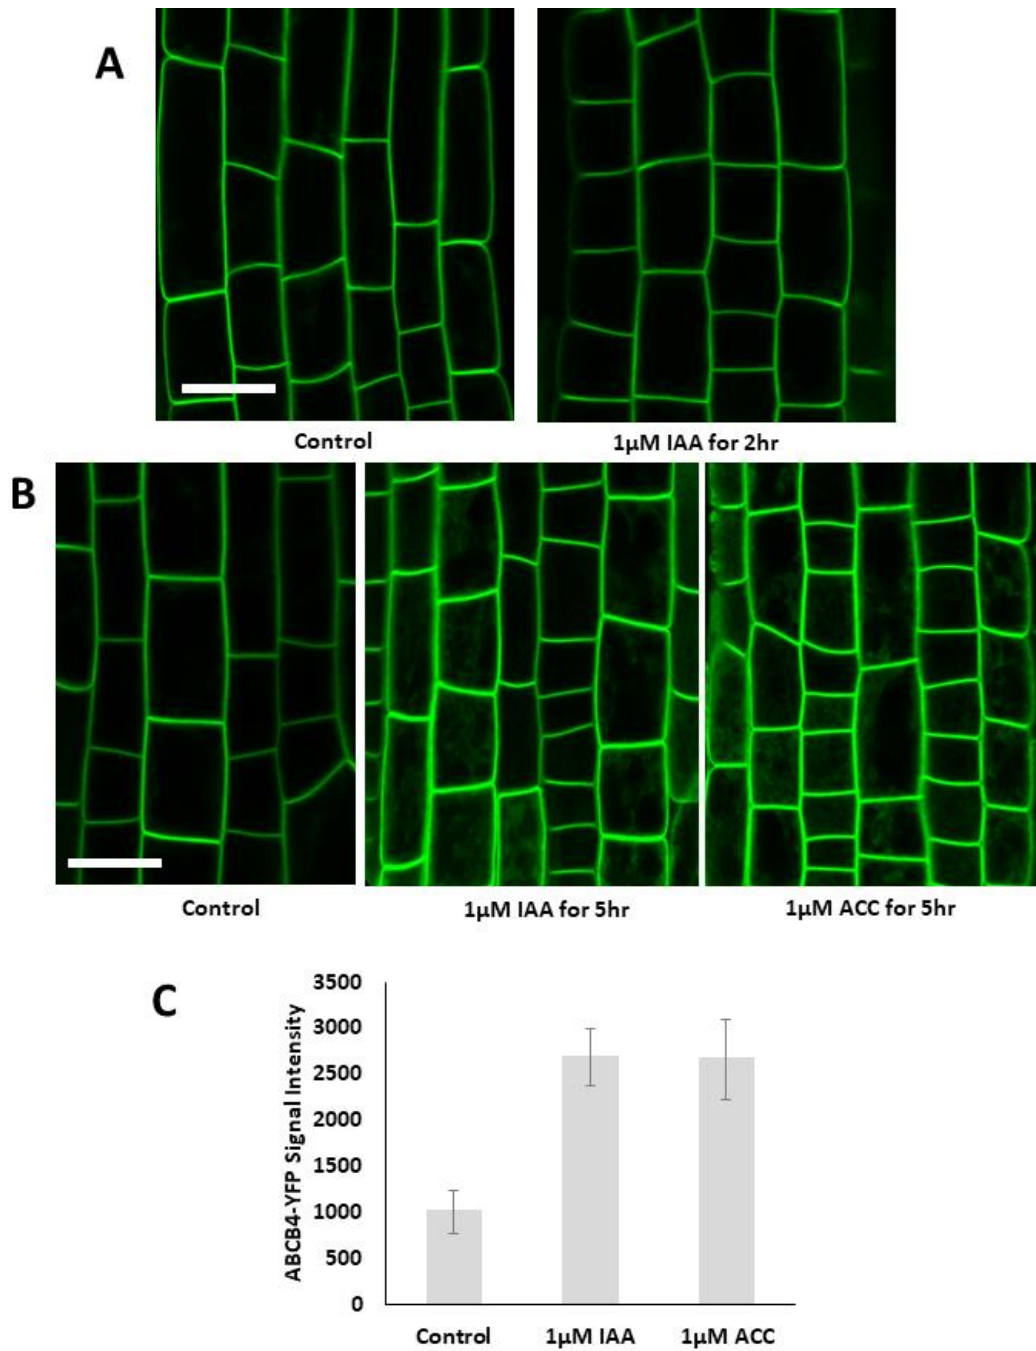 A
Control
1µM IAA for 2hr
B
Control
1µM IAA for 5hr
1µM ACC for 5hr
C
ABCB4-YFP Signal Intensity
3500
3000
2500
2000
1500
1000
500
0
Control
1µM IAA
1µM ACC